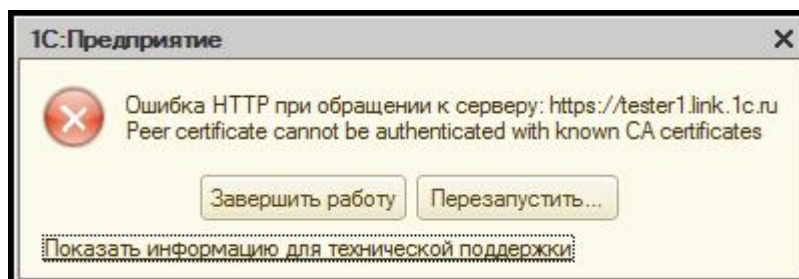 1С:Предприятие
Ошибка HTTP при обращении к серверу: https://tester1.link.1c.ru
Peer certificate cannot be authenticated with known CA certificates
Завершить работу
Перезапустить...
Показать информацию для технической поддержки